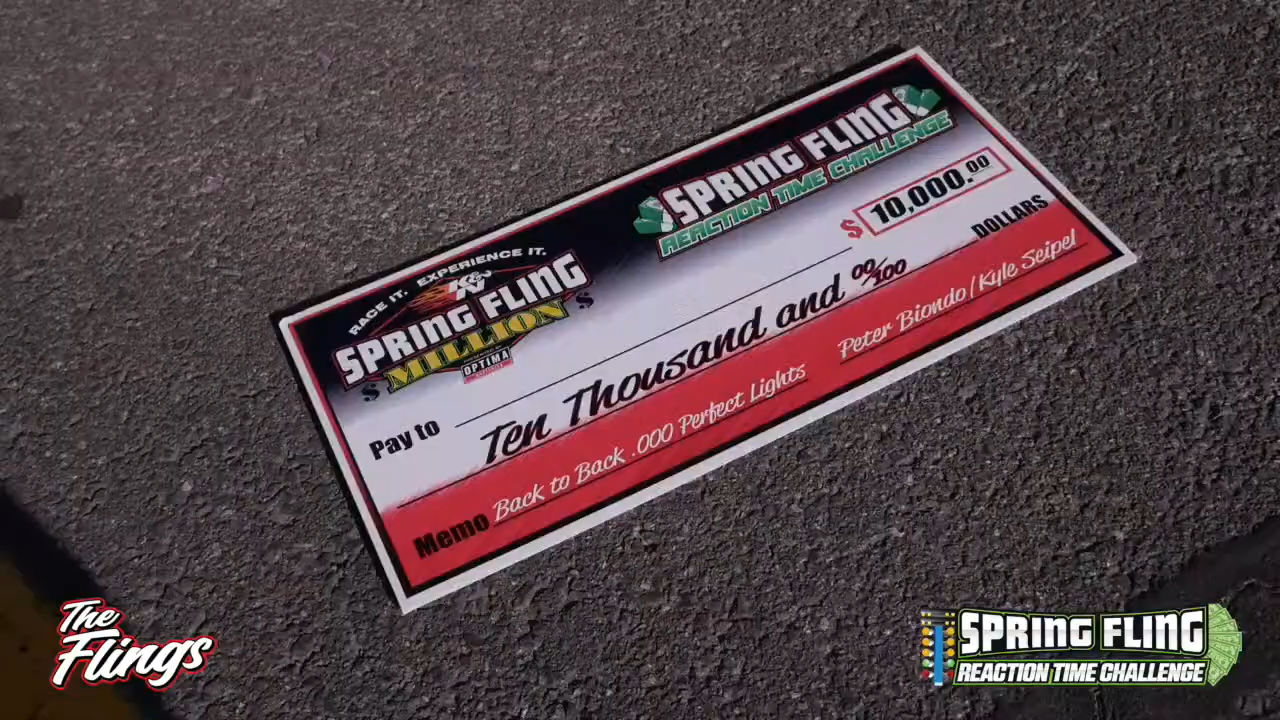 RACE IT. EXPERIENCE IT.
K&N
SPRING FLING
$ MILLION $
OPTIMA
SPRING FLING
REACTION TIME CHALLENGE
$ 10,000.00
Pay to
Ten Thousand and 00/100
DOLLARS
Memo Back to Back .000 Perfect Lights
Peter Biondo/Kyle Seipel
The
Flings
SPRING FLING
REACTION TIME CHALLENGE